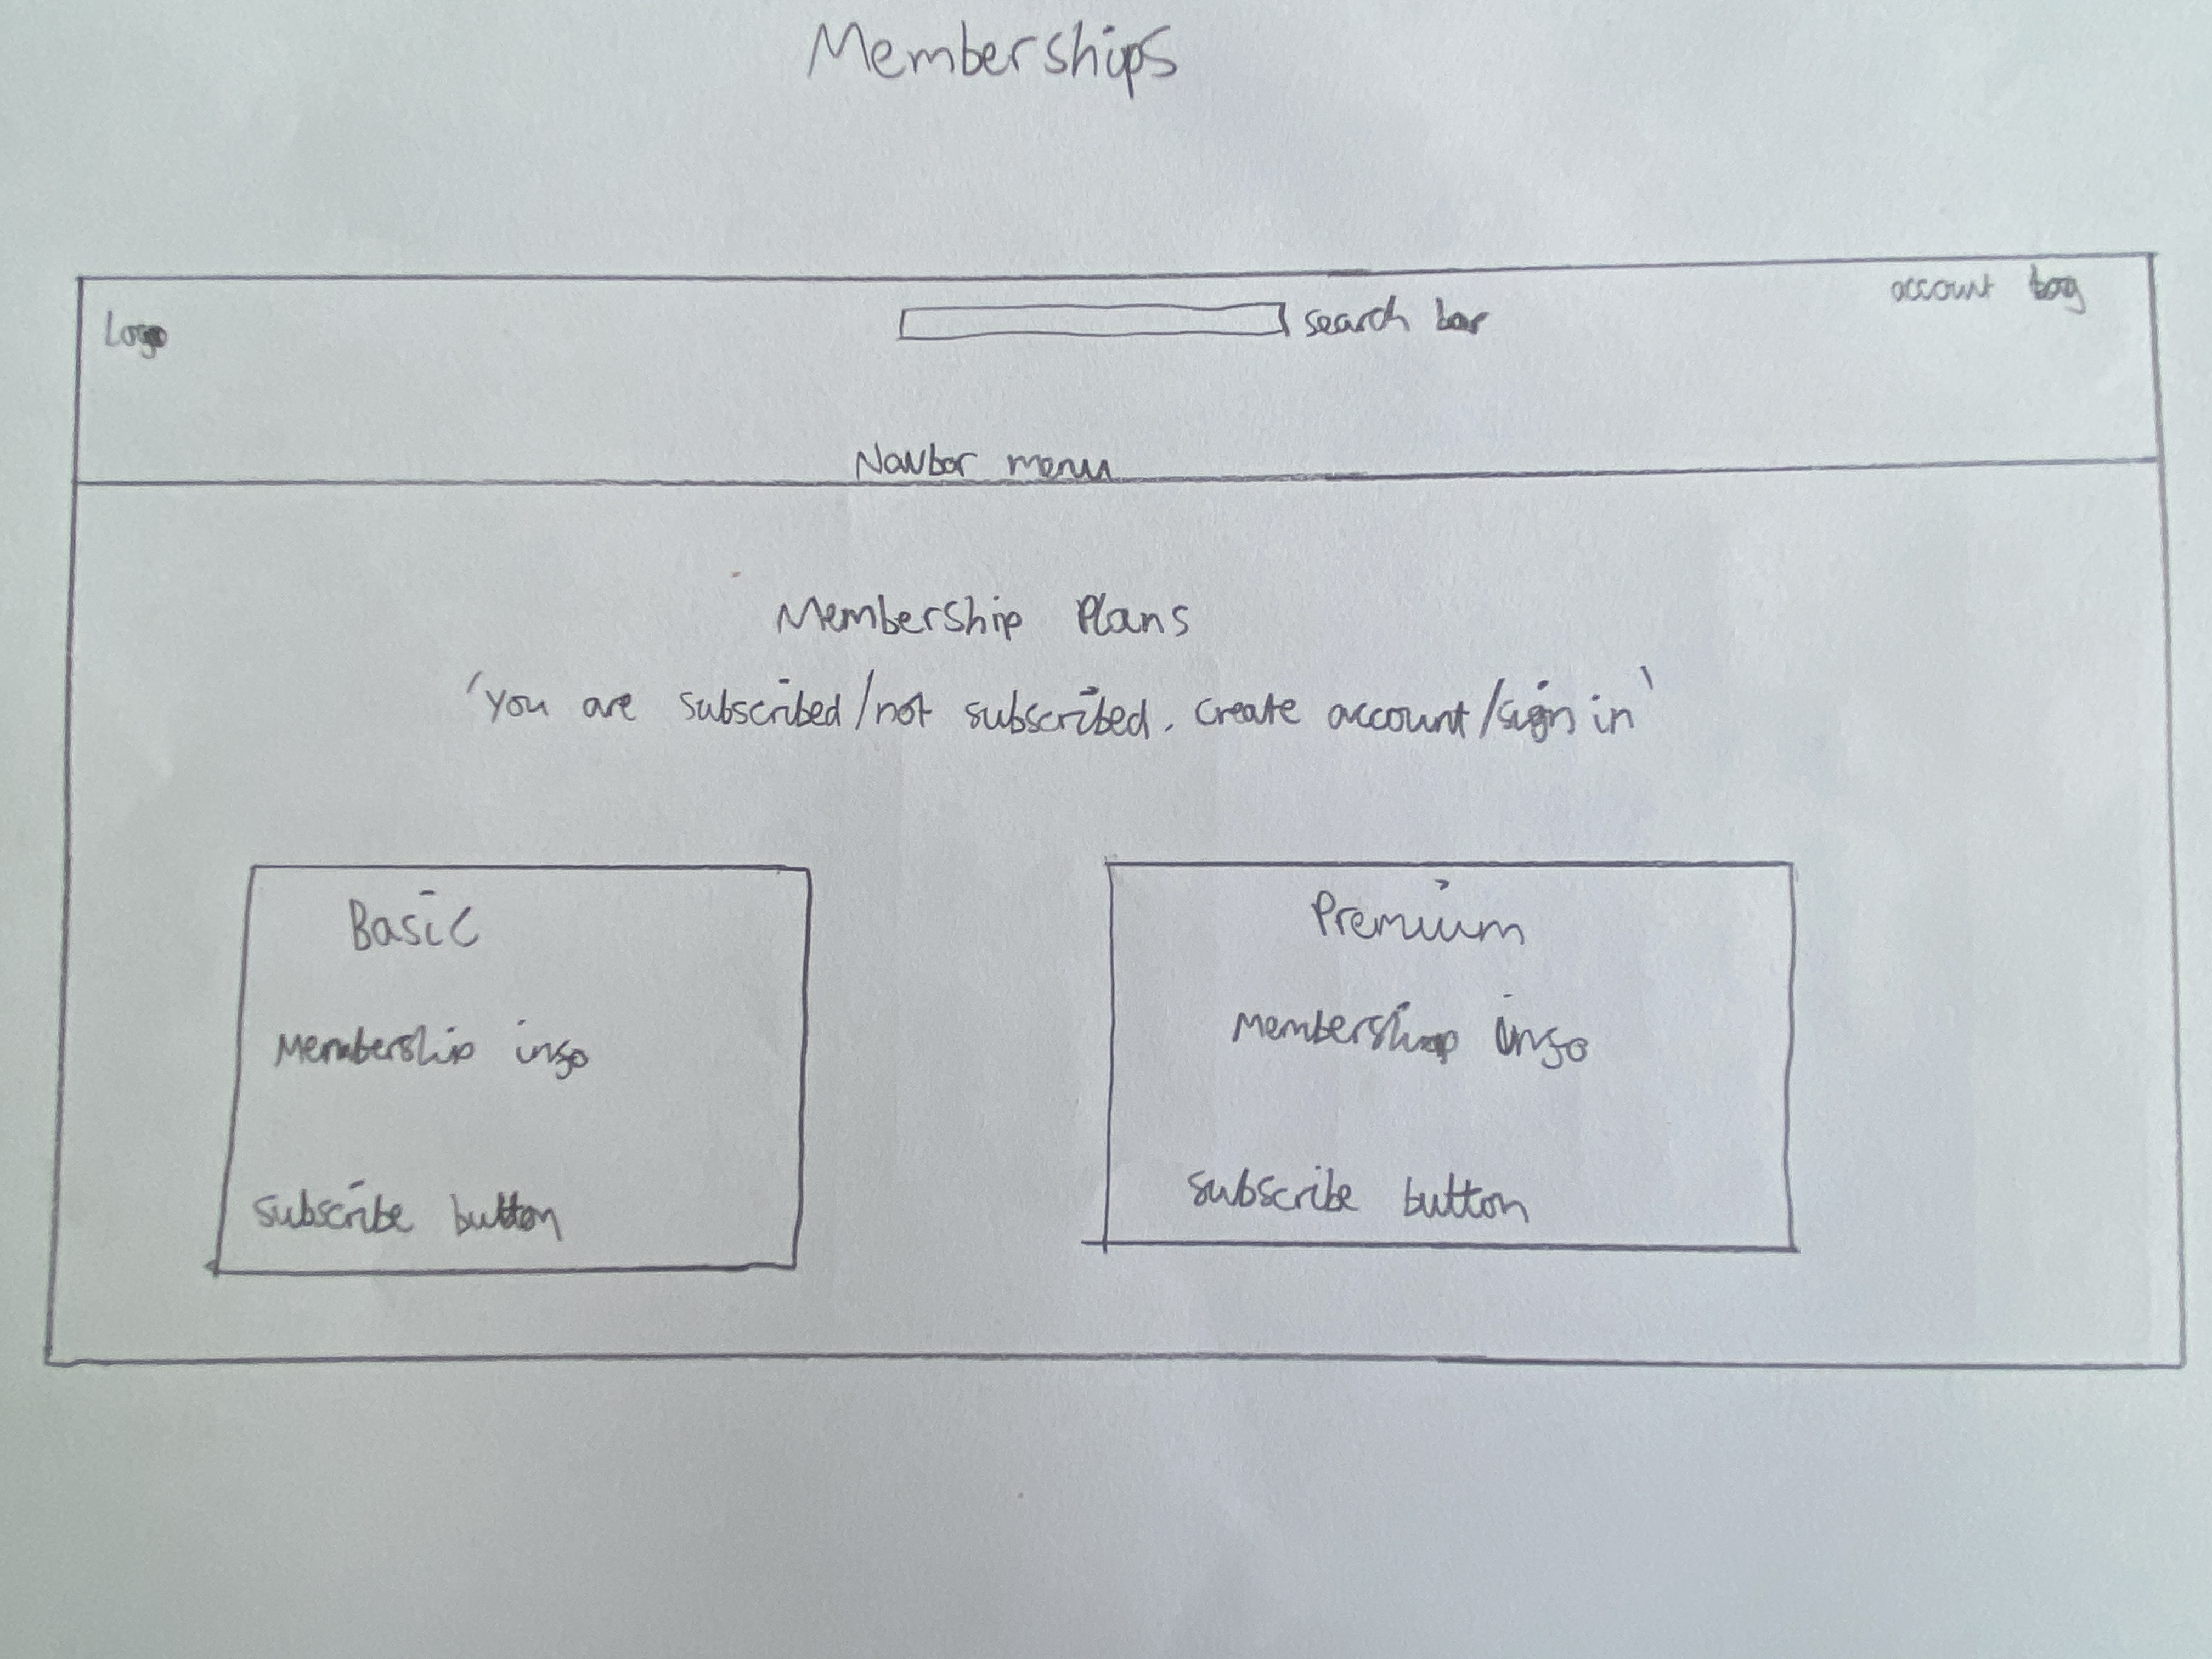 Memberships
Logo
search bar
account bag
Navbar menu
Membership Plans
'You are subscribed/not subscribed, create account/sign in'
Basic
Membership info
subscribe button
Premium
Membership info
subscribe button